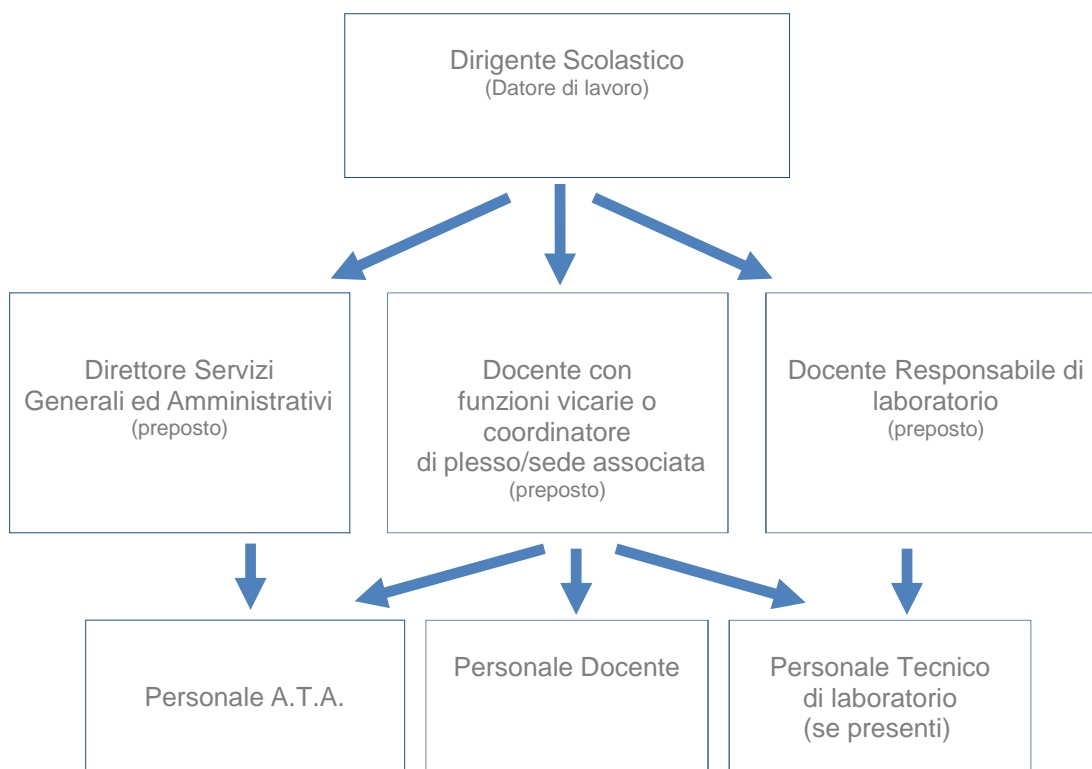 Dirigente Scolastico
(Datore di lavoro)
Direttore Servizi
Generali ed Amministrativi
(preposto)
Docente con
funzioni vicarie o
coordinatore
di plesso/sede associata
(preposto)
Docente Responsabile di
laboratorio
(preposto)
Personale A.T.A.
Personale Docente
Personale Tecnico
di laboratorio
(se presenti)